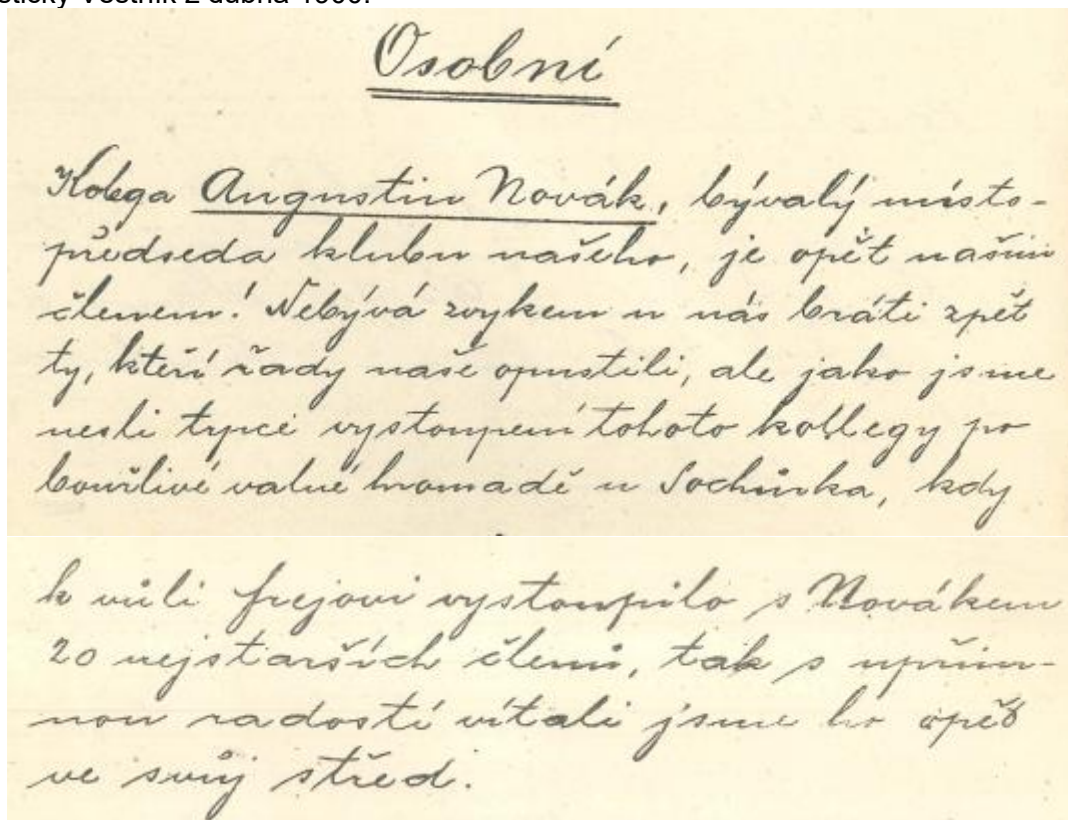 Věstník z dubna
Osobní
Kolega Augustin Novák, bývalý místo-
předseda klubu našeho, je opět naším
členem! Nebývá zvykem u nás bráti zpět
ty, kteří řady naše opustili, ale jako jsme
nesli trpce vystoupení tohoto kollegy po
bouřlivé valné hromadě u Sochůrka, kdy
k vůli frejovi vystoupilo s Novákem
20 nejstarších členů, tak s upřím-
nou radostí vítali jsme ho opět
ve svůj střed.